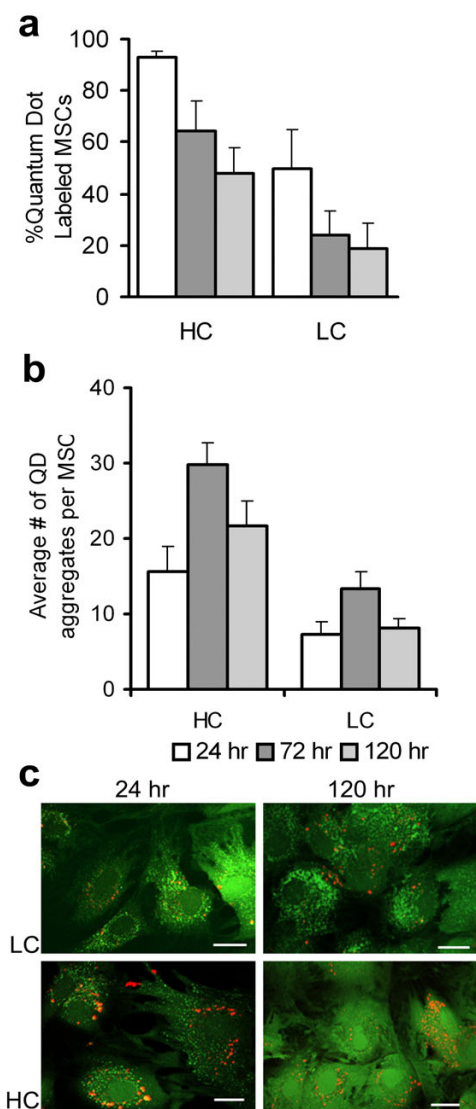 a
%Quantum Dot
Labeled MSCs
100
80
60
40
20
0
HC LC
b
Average # of QD
aggregates per MSC
40
30
20
10
0
HC LC
24 hr 72 hr 120 hr
c
24 hr 120 hr
LC
HC